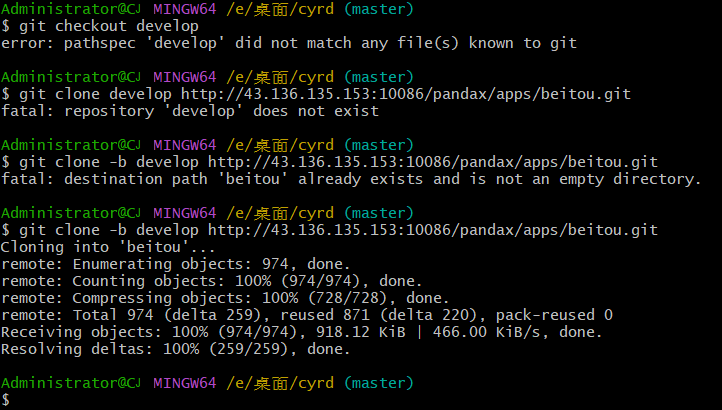 Administrator@CJ MINGW64 /e/桌面/cyrd (master)
$ git checkout develop
error: pathspec 'develop' did not match any file(s) known to git
Administrator@CJ MINGW64 /e/桌面/cyrd (master)
$ git clone develop http://43.136.135.153:10086/pandax/apps/beitou.git
fatal: repository 'develop' does not exist
Administrator@CJ MINGW64 /e/桌面/cyrd (master)
$ git clone -b develop http://43.136.135.153:10086/pandax/apps/beitou.git
fatal: destination path 'beitou' already exists and is not an empty directory.
Administrator@CJ MINGW64 /e/桌面/cyrd (master)
$ git clone -b develop http://43.136.135.153:10086/pandax/apps/beitou.git
Cloning into 'beitou'...
remote: Enumerating objects: 974, done.
remote: Counting objects: 100% (974/974), done.
remote: Compressing objects: 100% (728/728), done.
remote: Total 974 (delta 259), reused 871 (delta 220), pack-reused 0
Receiving objects: 100% (974/974), 918.12 KiB | 466.00 KiB/s, done.
Resolving deltas: 100% (259/259), done.
Administrator@CJ MINGW64 /e/桌面/cyrd (master)
$